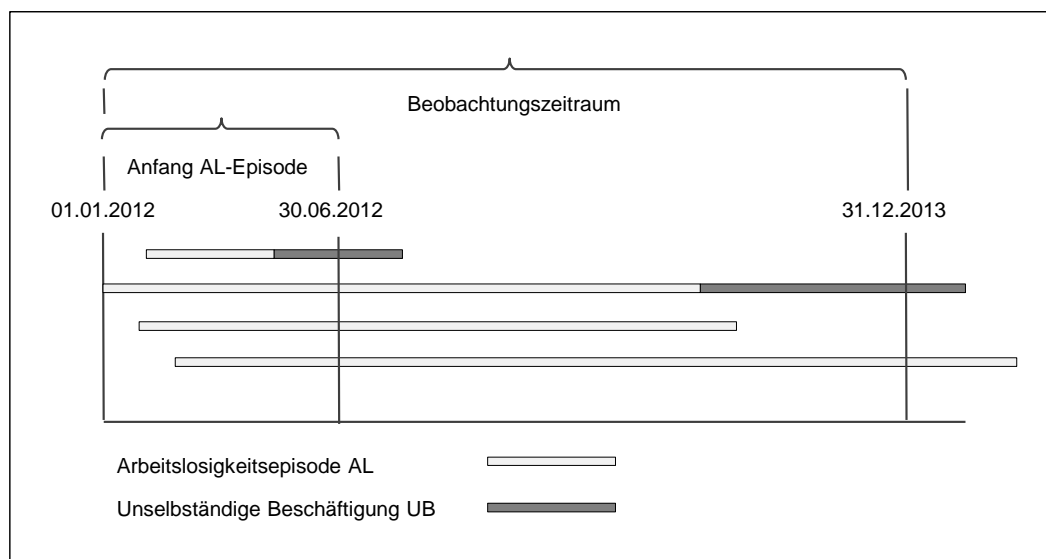 Beobachtungszeitraum
Anfang AL-Episode
01.01.2012 30.06.2012 31.12.2013
Arbeitslosigkeitsepisode AL
Unselbständige Beschäftigung UB